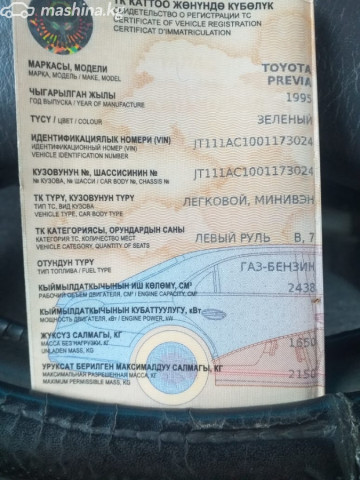 mashina.kg
ТК КАТТОО ЖӨНҮНДӨ КҮБӨЛҮК
СВИДЕТЕЛЬСТВО О РЕГИСТРАЦИИ ТС
CERTIFICATE OF VEHICLE REGISTRATION
CERTIFICAT D'IMMATRICULATION
МАРКАСЫ, МОДЕЛИ TOYOTA
МАРКА, МОДЕЛЬ / MAKE, MODEL PREVIA
ЧЫГАРЫЛГАН ЖЫЛЫ 1995
ГОД ВЫПУСКА / YEAR OF MANUFACTURE
ТҮСҮ / ЦВЕТ / COLOUR ЗЕЛЕНЫЙ
ИДЕНТИФИКАЦИЯЛЫК НОМЕРИ (VIN) JT111AC1001173024
ИДЕНТИФИКАЦИОННЫЙ НОМЕР (VIN)
VEHICLE IDENTIFICATION NUMBER
КУЗОВУНУН №, ШАССИСИНИН № JT111AC1001173024
№ КУЗОВА, № ШАССИ / CAR BODY №, CHASSIS №
ТК ТҮРҮ, КУЗОВУНУН ТҮРҮ ЛЕГКОВОЙ, МИНИВЭН
ТИП ТС, ВИД КУЗОВА
VEHICLE TYPE, CAR BODY TYPE
ТК КАТЕГОРИЯСЫ, ОРУНДАРДЫН САНЫ ЛЕВЫЙ РУЛЬ B, 7
КАТЕГОРИЯ ТС, КОЛИЧЕСТВО МЕСТ
VEHICLE CATEGORY, QUANTITY OF SEATS
ОТУНДУН ТҮРҮ ГАЗ-БЕНЗИН
ТИП ТОПЛИВА / FUEL TYPE
КЫЙМЫЛДАТКЫЧЫНЫН ИШ КӨЛӨМҮ, СМ³ 2438
РАБОЧИЙ ОБЪЕМ ДВИГАТЕЛЯ, СМ³ / ENGINE CAPACITY, CM³
КЫЙМЫЛДАТКЫЧЫНЫН КУБАТТУУЛУГУ, кВт
МОЩНОСТЬ ДВИГАТЕЛЯ, кВт / ENGINE POWER, kW
ЖҮКСҮЗ САЛМАГЫ, КГ 1650
МАССА БЕЗ НАГРУЗКИ, КГ
UNLADEN MASS, KG
УРУКСАТ БЕРИЛГЕН МАКСИМАЛДУУ САЛМАГЫ, КГ 2150
МАКСИМАЛЬНАЯ РАЗРЕШЕННАЯ МАССА, КГ
MAXIMUM PERMISSIBLE MASS, KG